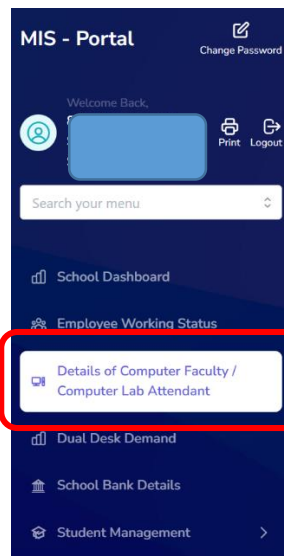 MIS - Portal
Change Password
Welcome Back,
Print Logout
Search your menu
School Dashboard
Employee Working Status
Details of Computer Faculty /
Computer Lab Attendant
Dual Desk Demand
School Bank Details
Student Management